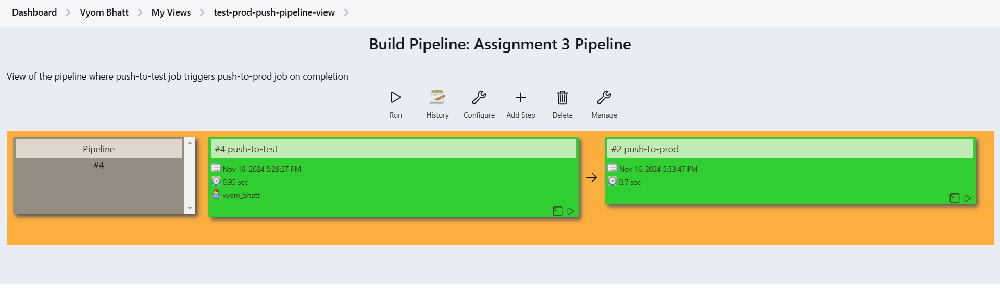 Dashboard Vyom Bhatt My Views test-prod-push-pipeline-view
Build Pipeline: Assignment 3 Pipeline
View of the pipeline where push-to-test job triggers push-to-prod job on completion
Run History Configure Add Step Delete Manage
Pipeline
#4
#4 push-to-test
Nov 16, 2024 5:29:27 PM
0.95 sec
vyom_bhatt
#2 push-to-prod
Nov 16, 2024 5:33:47 PM
0.7 sec